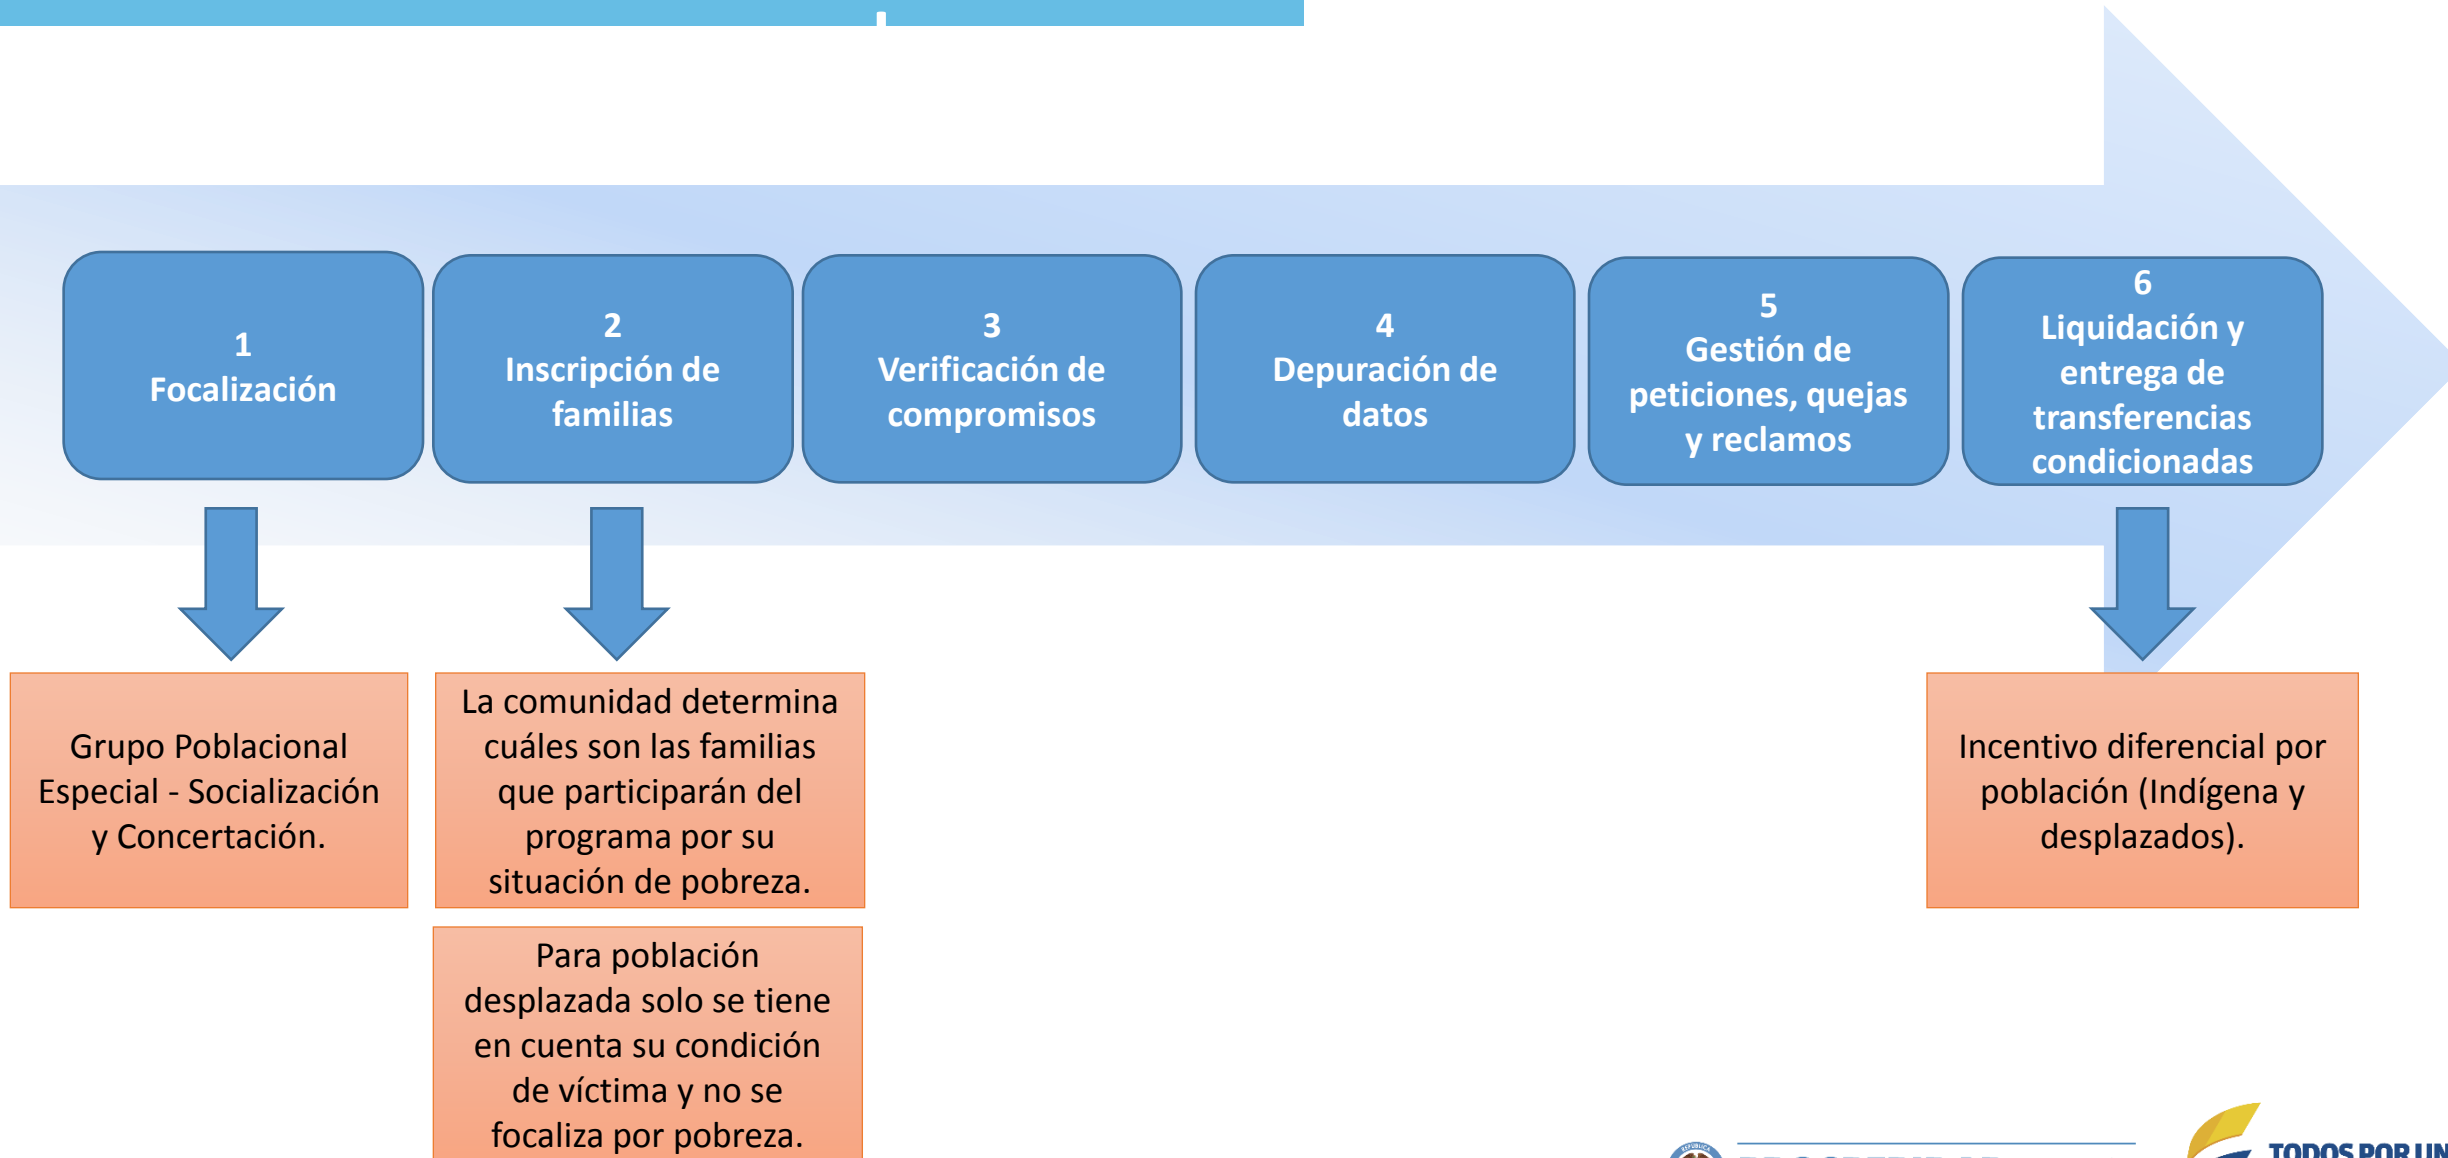 1
Focalización
2
Inscripción de
familias
3
Verificación de
compromisos
4
Depuración de
datos
5
Gestión de
peticiones, quejas
y reclamos
6
Liquidación y
entrega de
transferencias
condicionadas
Grupo Poblacional
Especial - Socialización
y Concertación.
La comunidad determina
cuáles son las familias
que participarán del
programa por su
situación de pobreza.
Para población
desplazada solo se tiene
en cuenta su condición
de víctima y no se
focaliza por pobreza.
Incentivo diferencial por
población (Indígena y
desplazados).
TODOS POR UN